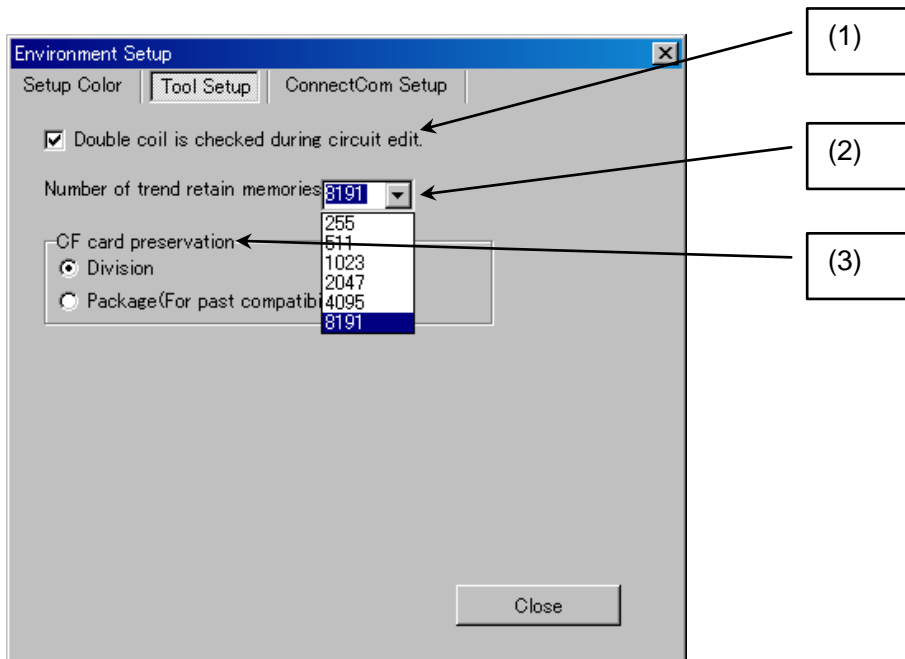 (1)
Environment Setup
Setup Color Tool Setup ConnectCom Setup
Double coil is checked during circuit edit.
(2)
Number of trend retain memories 8191
255
511
CF card preservation
(3)
1023
Division
2047
Package(For past compatibi
4095
8191
Close